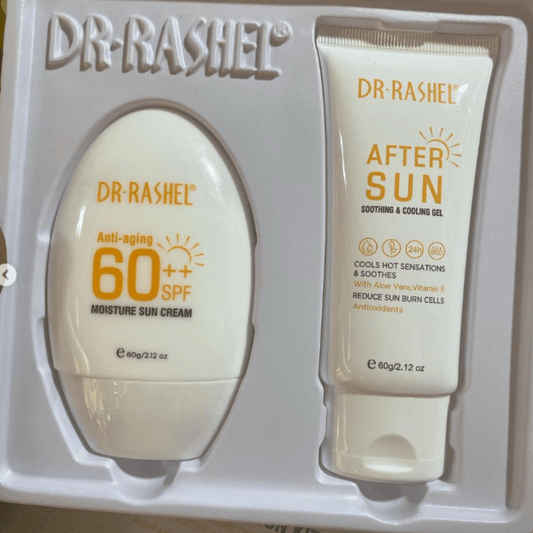 DR·RASHEL®
DR·RASHEL®
Anti-aging
60++
SPF
MOISTURE SUN CREAM
e 60g/2.12 oz
DR·RASHEL®
AFTER
SUN
SOOTHING & COOLING GEL
24h
COOLS HOT SENSATIONS
& SOOTHES
With Aloe Vara, Vitamin E
REDUCE SUN BURN CELLS
Antioxidants
e 60g/2.12 oz